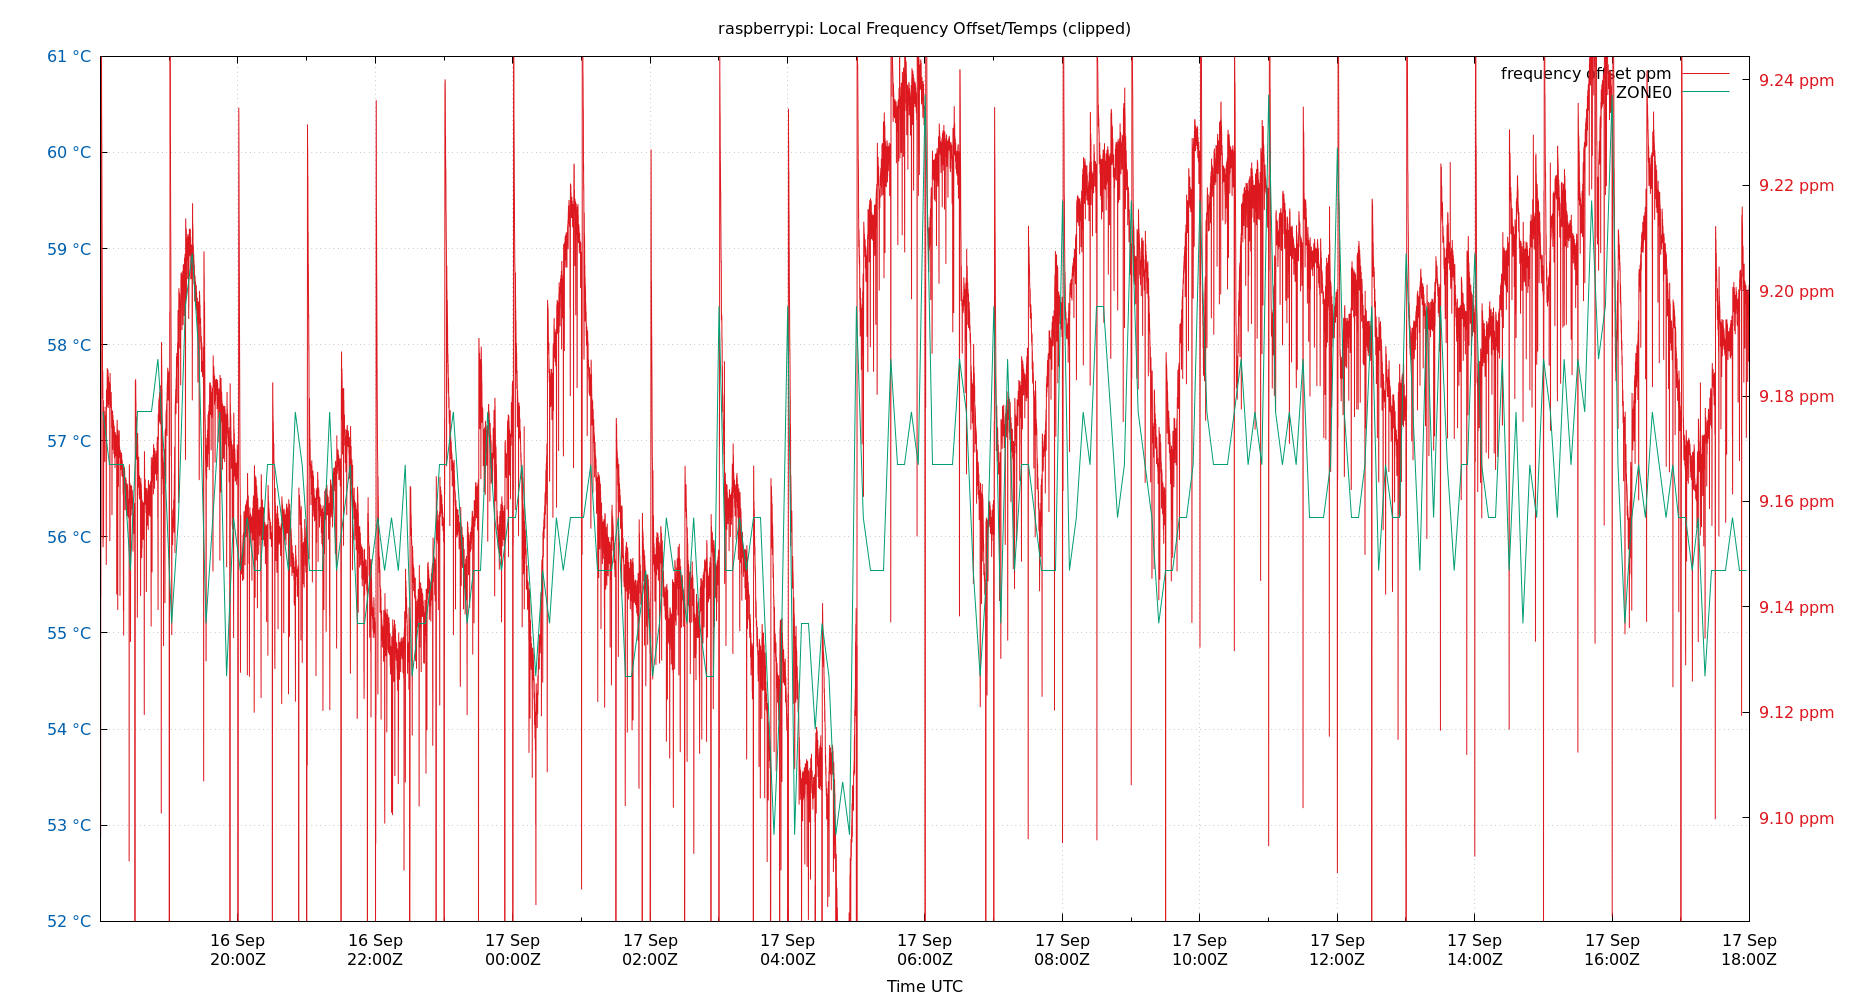 raspberrypi: Local Frequency Offset/Temps (clipped)
61 °C
60 °C
59 °C
58 °C
57 °C
56 °C
55 °C
54 °C
53 °C
52 °C
frequency offset ppm
ZONE0
9.24 ppm
9.22 ppm
9.20 ppm
9.18 ppm
9.16 ppm
9.14 ppm
9.12 ppm
9.10 ppm
16 Sep
20:00Z
16 Sep
22:00Z
17 Sep
00:00Z
17 Sep
02:00Z
17 Sep
04:00Z
17 Sep
06:00Z
17 Sep
08:00Z
17 Sep
10:00Z
17 Sep
12:00Z
17 Sep
14:00Z
17 Sep
16:00Z
17 Sep
18:00Z
Time UTC